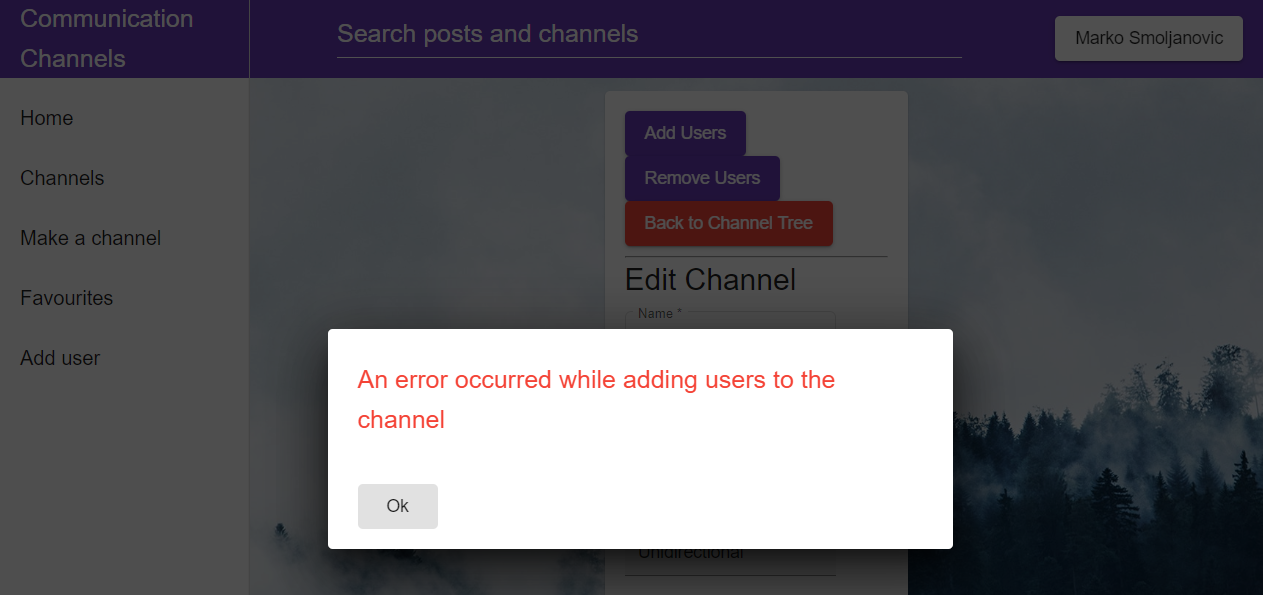 Communication
Channels
Search posts and channels
Marko Smoljanovic
Home
Channels
Make a channel
Favourites
Add user
Add Users
Remove Users
Back to Channel Tree
Edit Channel
Name *
An error occurred while adding users to the
channel
Ok
Unidirectional